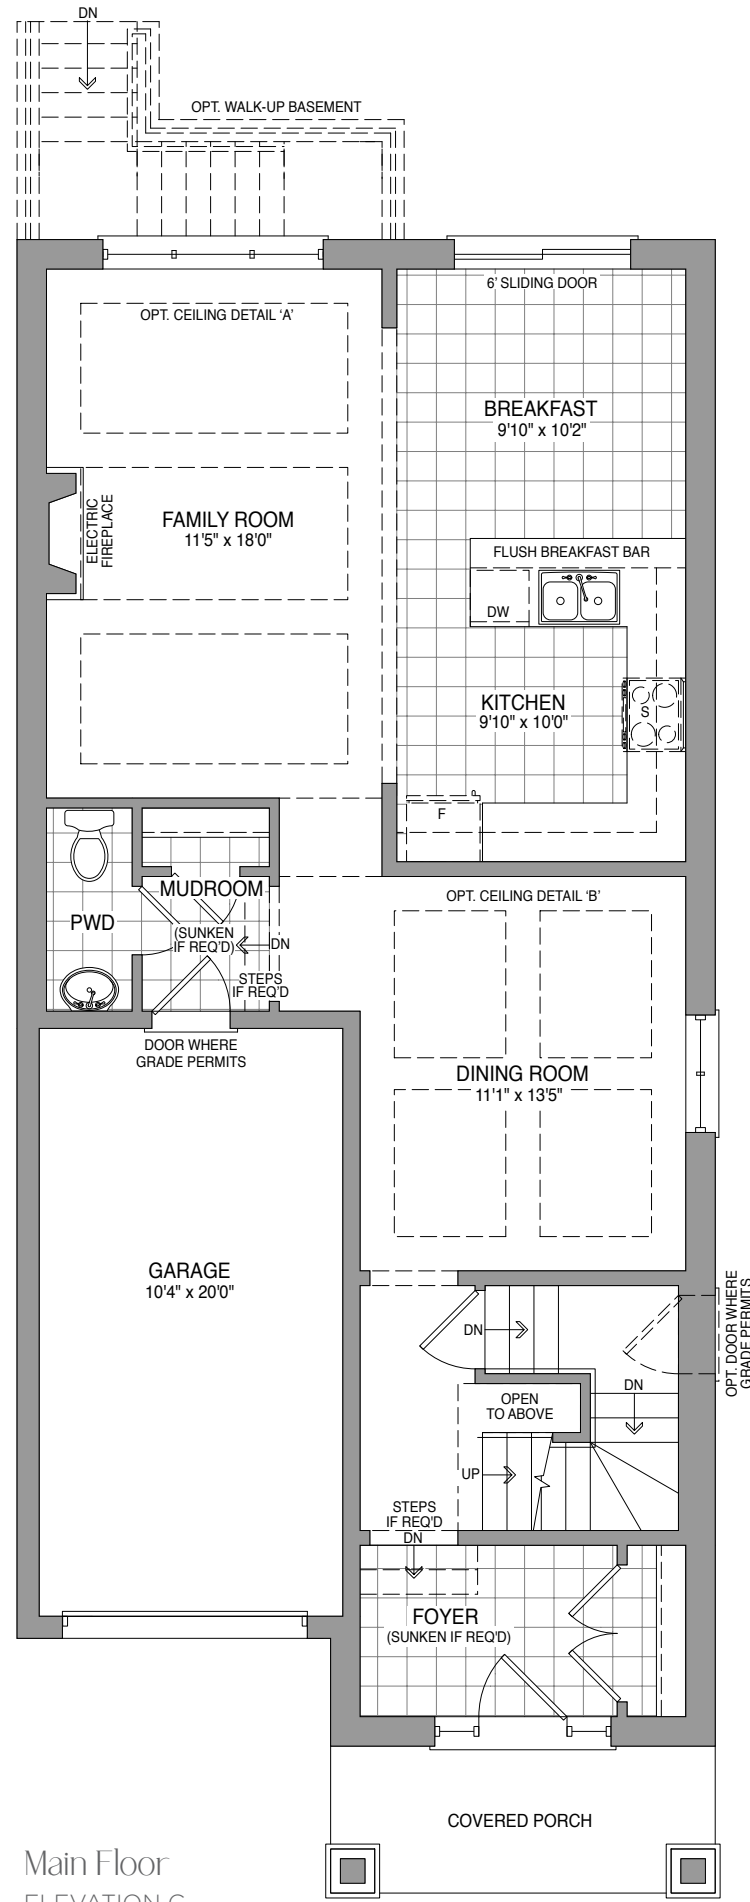 DN
OPT. WALK-UP BASEMENT
6' SLIDING DOOR
OPT. CEILING DETAIL ‘A’
BREAKFAST
9'10" x 10'2"
ELECTRIC
FIREPLACE
FAMILY ROOM
11'5" x 18'0"
FLUSH BREAKFAST BAR
DW
KITCHEN
9'10" x 10'0"
S
F
MUDROOM
OPT. CEILING DETAIL ‘B’
PWD
(SUNKEN
IF REQ'D)
DN
STEPS
IF REQ'D
DOOR WHERE
GRADE PERMITS
DINING ROOM
11'1" x 13'5"
GARAGE
10'4" x 20'0"
OPT. DOOR WHERE
GRADE PERMITS
DN
DN
OPEN
TO ABOVE
UP
STEPS
IF REQ'D
DN
FOYER
(SUNKEN IF REQ'D)
COVERED PORCH
Main Floor
ELEVATION C